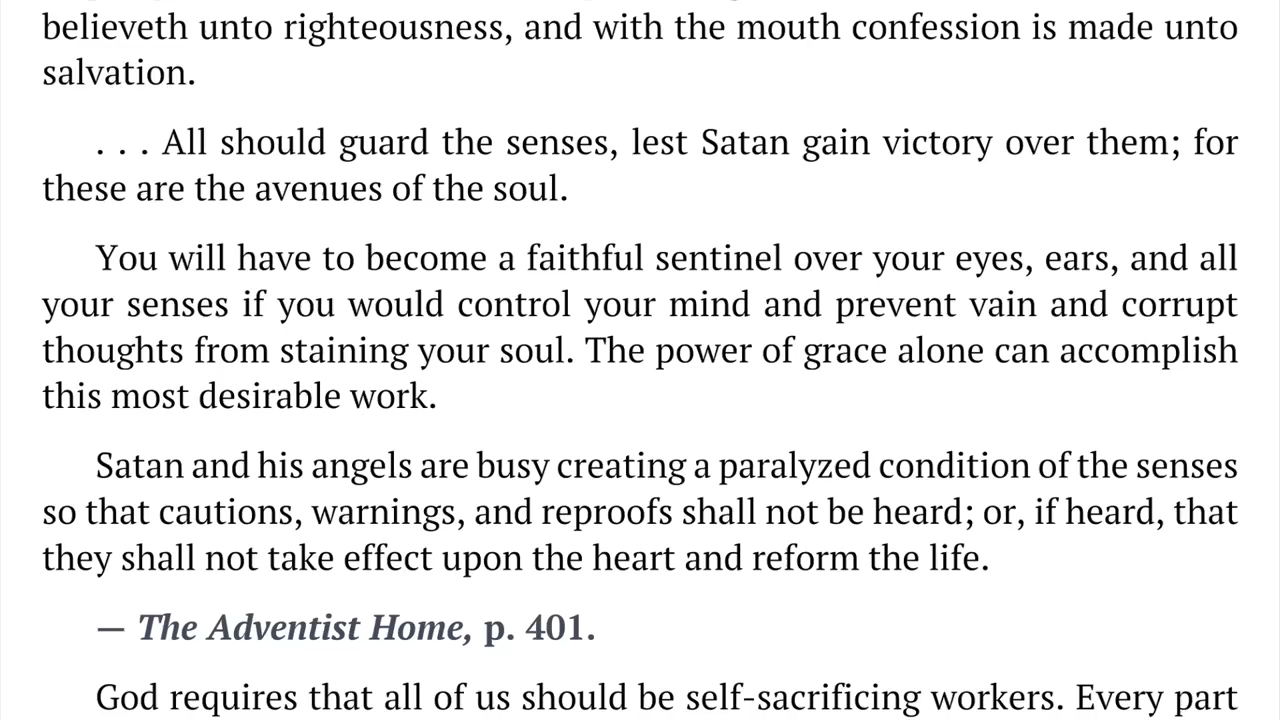 believeth unto righteousness, and with the mouth confession is made unto
salvation.
. . . All should guard the senses, lest Satan gain victory over them; for
these are the avenues of the soul.
You will have to become a faithful sentinel over your eyes, ears, and all
your senses if you would control your mind and prevent vain and corrupt
thoughts from staining your soul. The power of grace alone can accomplish
this most desirable work.
Satan and his angels are busy creating a paralyzed condition of the senses
so that cautions, warnings, and reproofs shall not be heard; or, if heard, that
they shall not take effect upon the heart and reform the life.
— The Adventist Home, p. 401.
God requires that all of us should be self-sacrificing workers. Every part